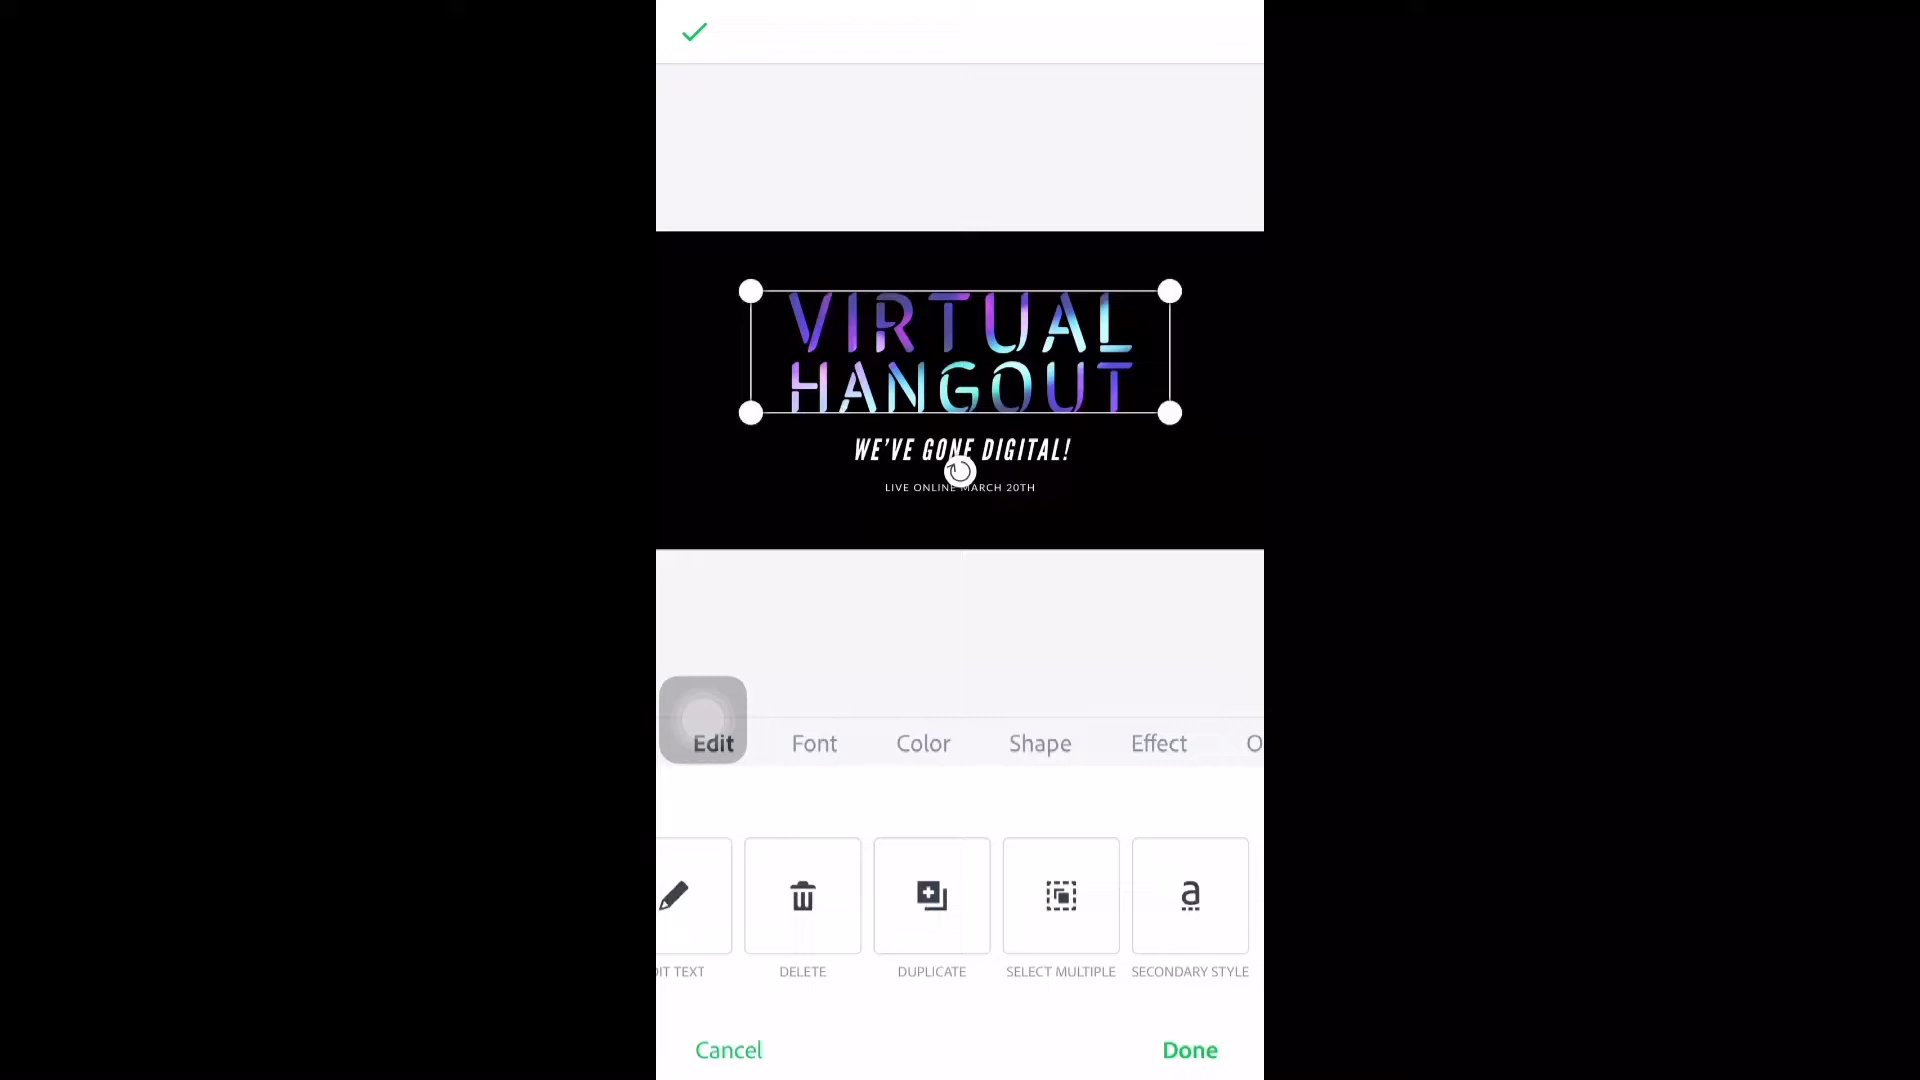 VIRTUAL
HANGOUT
WE'VE GONE DIGITAL!
LIVE ONLINE MARCH 20TH
Edit Font Color Shape Effect O
DIT TEXT DELETE DUPLICATE SELECT MULTIPLE SECONDARY STYLE
Cancel Done